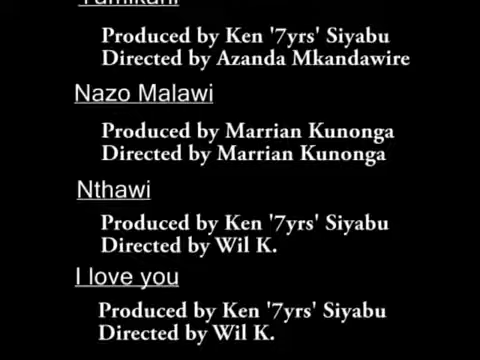 Produced by Ken '7yrs' Siyabu
Directed by Azanda Mkandawire
Nazo Malawi
Produced by Marrian Kunonga
Directed by Marrian Kunonga
Nthawi
Produced by Ken '7yrs' Siyabu
Directed by Wil K.
I love you
Produced by Ken '7yrs' Siyabu
Directed by Wil K.